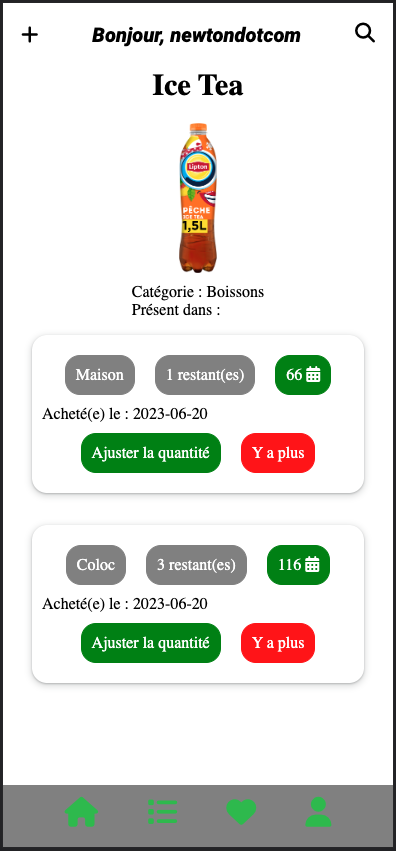 Bonjour, newtondotcom
Ice Tea
Lipton
PÊCHE
ICE TEA
1,5L
Catégorie : Boissons
Présent dans :
Maison
1 restant(es)
66
Acheté(e) le : 2023-06-20
Ajuster la quantité
Y a plus
Coloc
3 restant(es)
116
Acheté(e) le : 2023-06-20
Ajuster la quantité
Y a plus